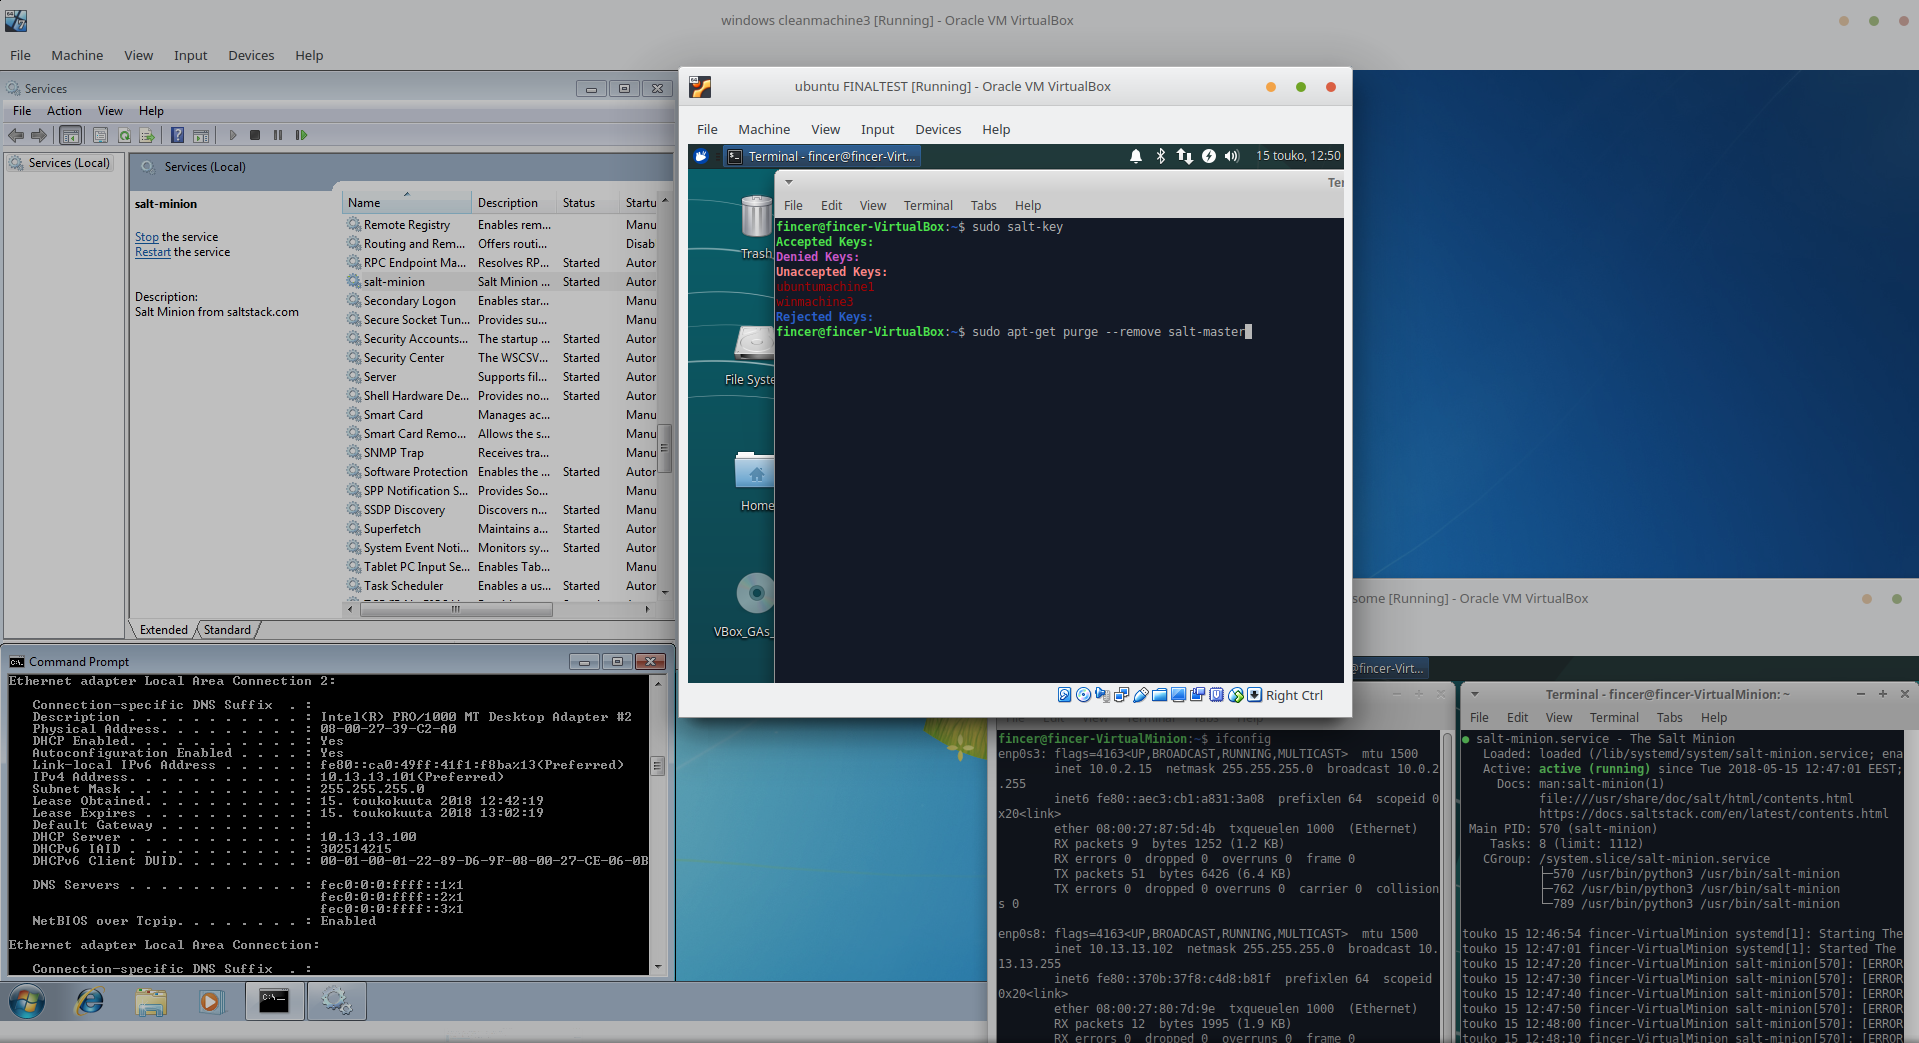 windows cleanmachine3 [Running] - Oracle VM VirtualBox
File Machine View Input Devices Help
Services
File Action View Help
Services (Local)
Services (Local)
salt-minion
Stop the service
Restart the service
Description:
Salt Minion from saltstack.com
Name Description Status Startu
Remote Registry Enables rem...  Manu
Routing and Rem... Offers routi... Disab
RPC Endpoint Ma... Resolves RP... Started Autor
salt-minion Salt Minion ... Started Autor
Secondary Logon Enables star... Manu
Secure Socket Tun... Provides su... Manu
Security Accounts... The startup ... Started Autor
Security Center The WSCSV... Started Autor
Server Supports fil... Started Autor
Shell Hardware De... Provides no... Started Autor
Smart Card Manages ac... Manu
Smart Card Remo... Allows the s... Manu
SNMP Trap Receives tra... Manu
Software Protection Enables the ... Started Autor
SPP Notification S... Provides So... Manu
SSDP Discovery Discovers n... Started Manu
Superfetch Maintains a... Started Autor
System Event Noti... Monitors sy... Started Autor
Tablet PC Input Se... Enables Tab... Manu
Task Scheduler Enables a us... Started Autor
Extended Standard
Command Prompt
Ethernet adapter Local Area Connection 2:
Connection-specific DNS Suffix . :
Description . . . . . . . . . . . : Intel(R) PRO/1000 MT Desktop Adapter #2
Physical Address. . . . . . . . . : 08-00-27-39-C2-A0
DHCP Enabled. . . . . . . . . . . : Yes
Autoconfiguration Enabled . . . . : Yes
Link-local IPv6 Address . . . . . : fe80::ca0:49ff:41f1:f8ba%13(Preferred)
IPv4 Address. . . . . . . . . . . : 10.13.13.101(Preferred)
Subnet Mask . . . . . . . . . . . : 255.255.255.0
Lease Obtained. . . . . . . . . . : 15. toukokuuta 2018 12:42:19
Lease Expires . . . . . . . . . . : 15. toukokuuta 2018 13:02:19
Default Gateway . . . . . . . . . :
DHCP Server . . . . . . . . . . . : 10.13.13.100
DHCPv6 IAID . . . . . . . . . . . : 302514215
DHCPv6 Client DUID. . . . . . . . : 00-01-00-01-22-89-D6-9F-08-00-27-CE-06-0B
DNS Servers . . . . . . . . . . . : fec0:0:0:ffff::1%1
fec0:0:0:ffff::2%1
fec0:0:0:ffff::3%1
NetBIOS over Tcpip. . . . . . . . : Enabled
Ethernet adapter Local Area Connection:
Connection-specific DNS Suffix . :
ubuntu FINALTEST [Running] - Oracle VM VirtualBox
File Machine View Input Devices Help
Terminal - fincer@fincer-Virt... 15 touko, 12:50
Trash
File Syste
Home
VBox_GAs_
Ter
File Edit View Terminal Tabs Help
fincer@fincer-VirtualBox:~$ sudo salt-key
Accepted Keys:
Denied Keys:
Unaccepted Keys:
ubuntumachine1
winmachine3
Rejected Keys:
fincer@fincer-VirtualBox:~$ sudo apt-get purge --remove salt-master
Right Ctrl
some [Running] - Oracle VM VirtualBox
@fincer-Virt...
File Edit View Terminal Tabs Help
fincer@fincer-VirtualMinion:~$ ifconfig
enp0s3: flags=4163<UP,BROADCAST,RUNNING,MULTICAST>  mtu 1500
inet 10.0.2.15  netmask 255.255.255.0  broadcast 10.0.2
.255
inet6 fe80::aec3:cb1:a831:3a08  prefixlen 64  scopeid 0
x20<link>
ether 08:00:27:87:5d:4b  txqueuelen 1000  (Ethernet)
RX packets 9  bytes 1252 (1.2 KB)
RX errors 0  dropped 0  overruns 0  frame 0
TX packets 51  bytes 6426 (6.4 KB)
TX errors 0  dropped 0 overruns 0  carrier 0  collision
s 0
enp0s8: flags=4163<UP,BROADCAST,RUNNING,MULTICAST>  mtu 1500
inet 10.13.13.102  netmask 255.255.255.0  broadcast 10.
13.13.255
inet6 fe80::370b:37f8:c4d8:b81f  prefixlen 64  scopeid
0x20<link>
ether 08:00:27:80:7d:9e  txqueuelen 1000  (Ethernet)
RX packets 12  bytes 1995 (1.9 KB)
RX errors 0  dropped 0  overruns 0  frame 0
Terminal - fincer@fincer-VirtualMinion: ~
File Edit View Terminal Tabs Help
● salt-minion.service - The Salt Minion
Loaded: loaded (/lib/systemd/system/salt-minion.service; ena
Active: active (running) since Tue 2018-05-15 12:47:01 EEST;
Docs: man:salt-minion(1)
file:///usr/share/doc/salt/html/contents.html
https://docs.saltstack.com/en/latest/contents.html
Main PID: 570 (salt-minion)
Tasks: 8 (limit: 1112)
CGroup: /system.slice/salt-minion.service
├─570 /usr/bin/python3 /usr/bin/salt-minion
├─762 /usr/bin/python3 /usr/bin/salt-minion
└─789 /usr/bin/python3 /usr/bin/salt-minion
touko 15 12:46:54 fincer-VirtualMinion systemd[1]: Starting The
touko 15 12:47:01 fincer-VirtualMinion systemd[1]: Started The
touko 15 12:47:20 fincer-VirtualMinion salt-minion[570]: [ERROR
touko 15 12:47:30 fincer-VirtualMinion salt-minion[570]: [ERROR
touko 15 12:47:40 fincer-VirtualMinion salt-minion[570]: [ERROR
touko 15 12:47:50 fincer-VirtualMinion salt-minion[570]: [ERROR
touko 15 12:48:00 fincer-VirtualMinion salt-minion[570]: [ERROR
touko 15 12:48:10 fincer-VirtualMinion salt-minion[570]: [ERROR